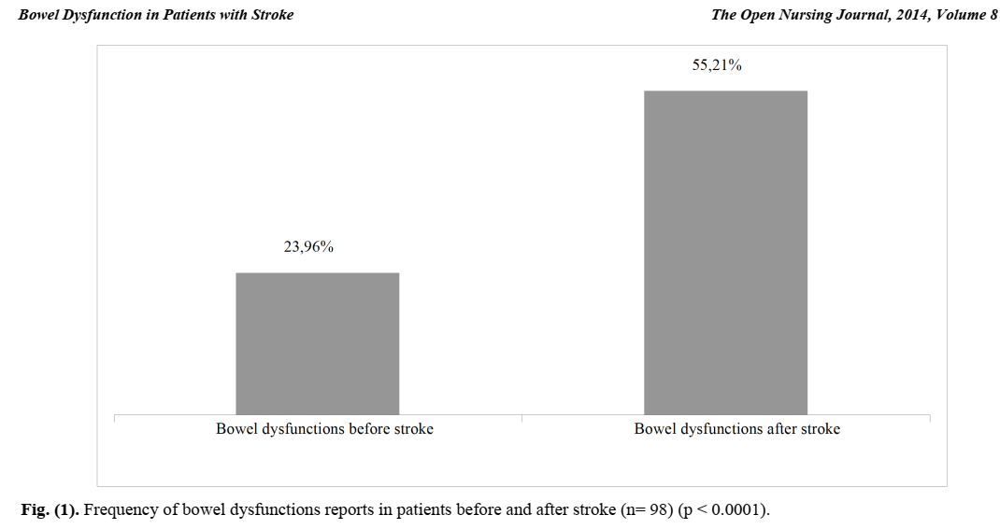 Bowel Dysfunction in Patients with Stroke
The Open Nursing Journal, 2014, Volume 8
55,21%
23,96%
Bowel dysfunctions before stroke
Bowel dysfunctions after stroke
Fig. (1). Frequency of bowel dysfunctions reports in patients before and after stroke (n= 98) (p < 0.0001).